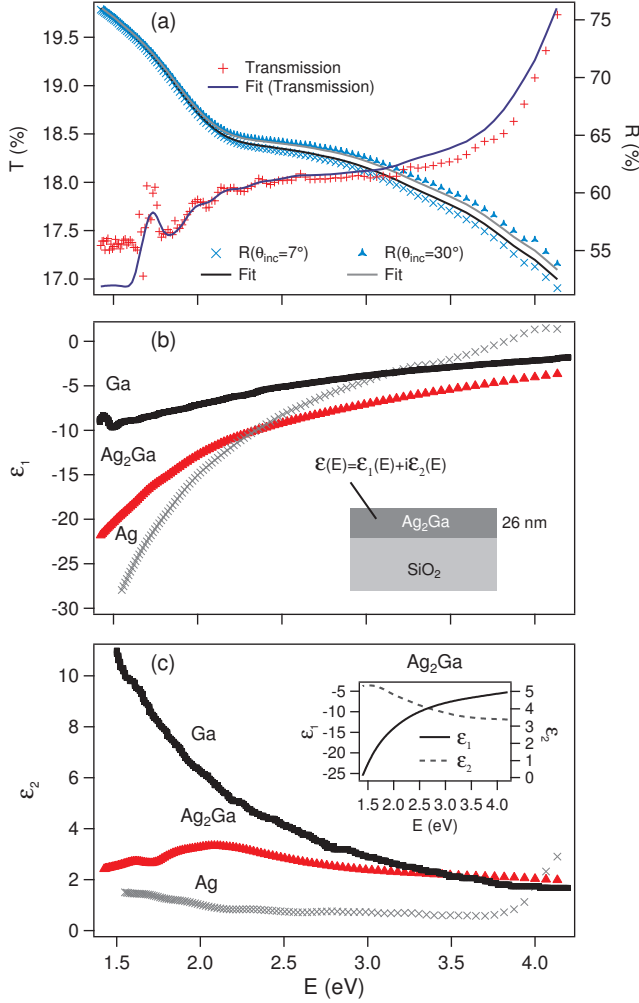 (a)
19.5
19.0
18.5
18.0
17.5
17.0
T (%)
75
70
65
60
55
R (%)
Transmission
Fit (Transmission)
R(θinc=7°) R(θinc=30°)
Fit Fit
(b)
0
-5
-10
-15
-20
-25
-30
ε1
Ga
Ag2Ga
Ag
ε(E)=ε1(E)+iε2(E)
Ag2Ga 26 nm
SiO2
(c)
10
8
6
4
2
0
ε2
Ga
Ag2Ga
Ag
Ag2Ga
-5
-10
-15
-20
-25
ε1
5
4
3
2
1
0
ε2
ε1
ε2
1.5 2.0 2.5 3.0 3.5 4.0
E (eV)
1.5 2.0 2.5 3.0 3.5 4.0
E (eV)